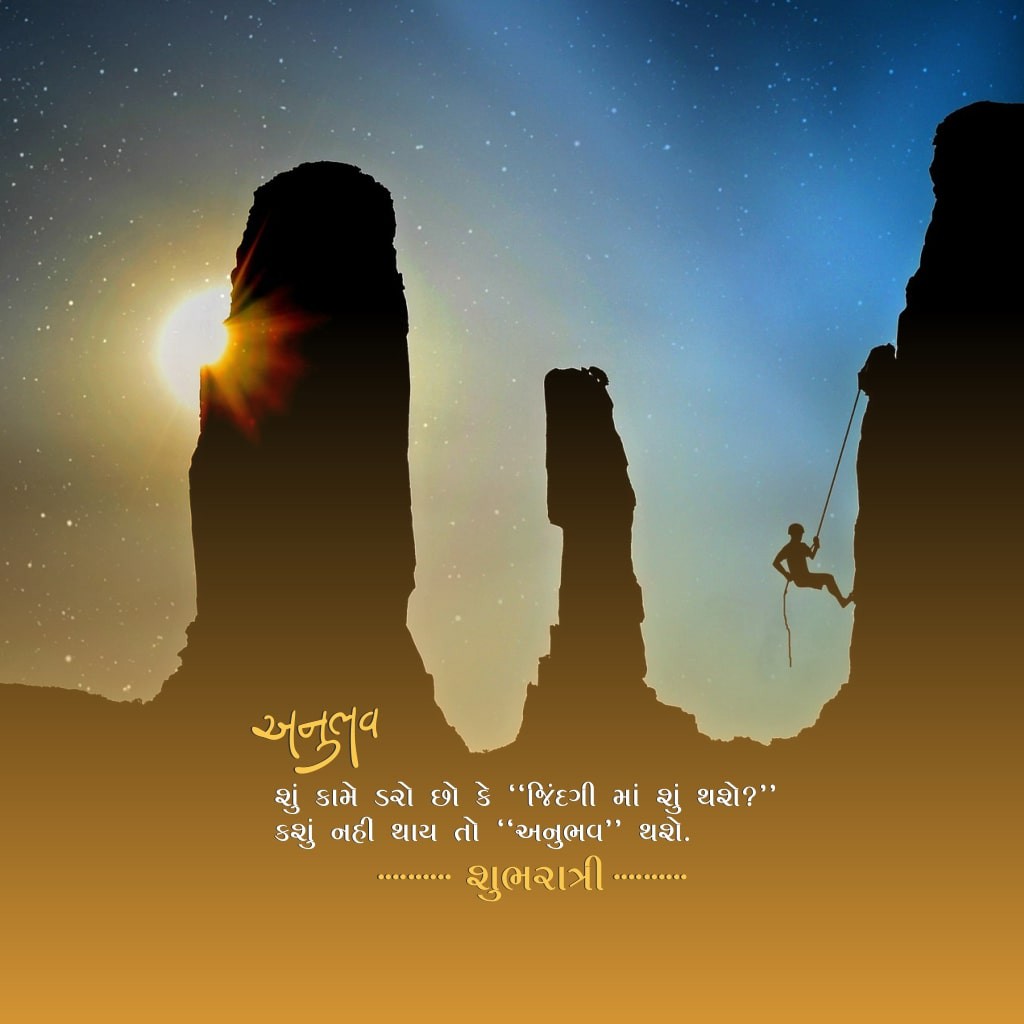 અનુભવ
શું કામે ડરો છો કે ‘‘જિંદગી માં શું થશે?’’
કશું નહી થાય તો ‘‘અનુભવ’’ થશે.
·········· શુભરાત્રી ··········